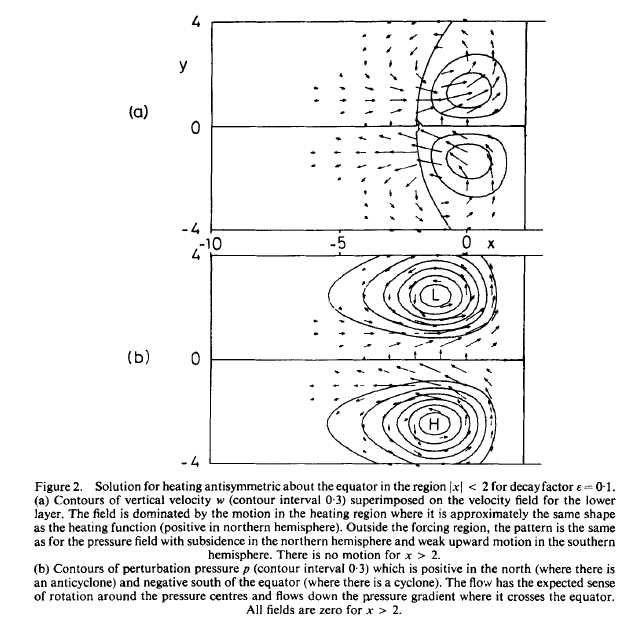 4
y
(a)
0
-4
-10
-5
0
x
4
L
(b)
0
H
-4
Figure 2. Solution for heating antisymmetric about the equator in the region |x| < 2 for decay factor ε = 0·1.
(a) Contours of vertical velocity w (contour interval 0·3) superimposed on the velocity field for the lower
layer. The field is dominated by the motion in the heating region where it is approximately the same shape
as the heating function (positive in northern hemisphere). Outside the forcing region, the pattern is the same
as for the pressure field with subsidence in the northern hemisphere and weak upward motion in the southern
hemisphere. There is no motion for x > 2.
(b) Contours of perturbation pressure p (contour interval 0·3) which is positive in the north (where there is
an anticyclone) and negative south of the equator (where there is a cyclone). The flow has the expected sense
of rotation around the pressure centres and flows down the pressure gradient where it crosses the equator.
All fields are zero for x > 2.